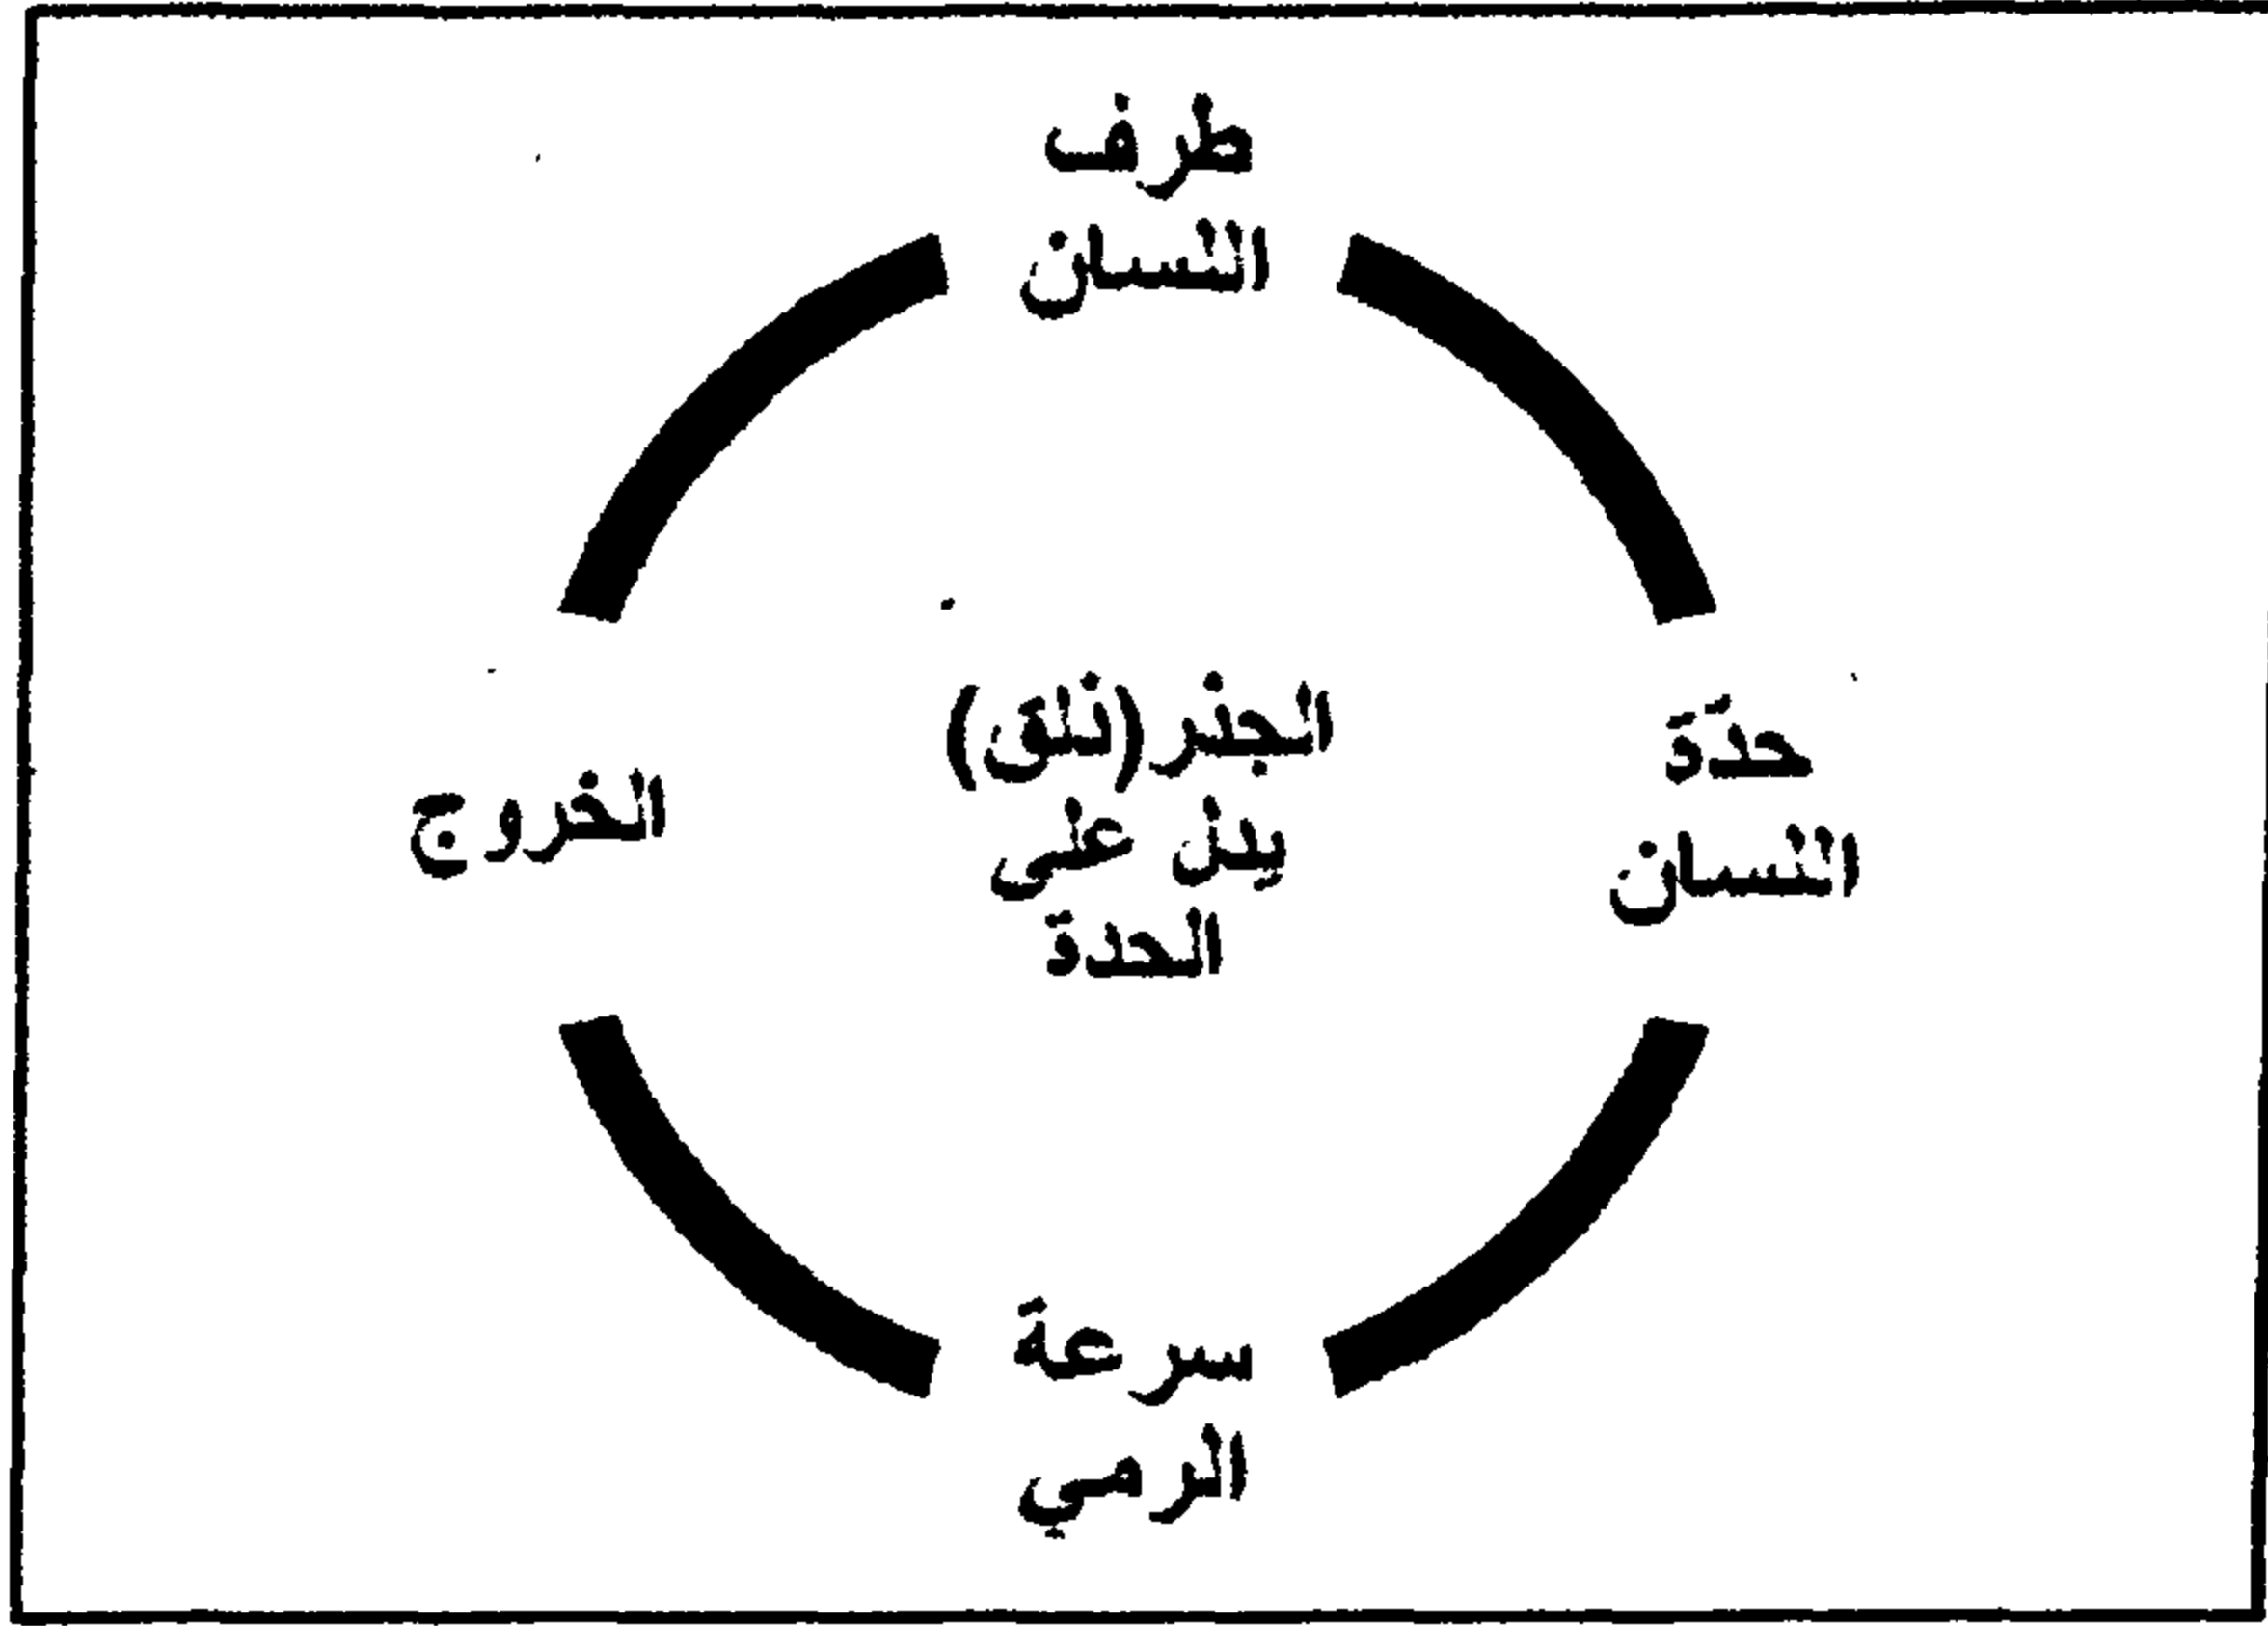 طرف
اللسان
حدّة
اللسان
الجذر(ذلق)
يدل على
الحدة
الخروج
سرعة
الرمي